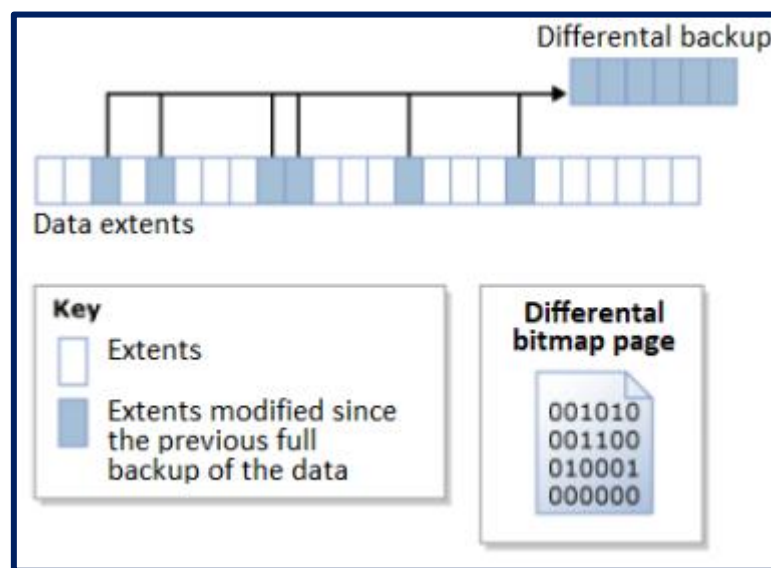 Differental backup
Data extents
Key
Extents
Extents modified since
the previous full
backup of the data
Differental
bitmap page
001010
001100
010001
000000